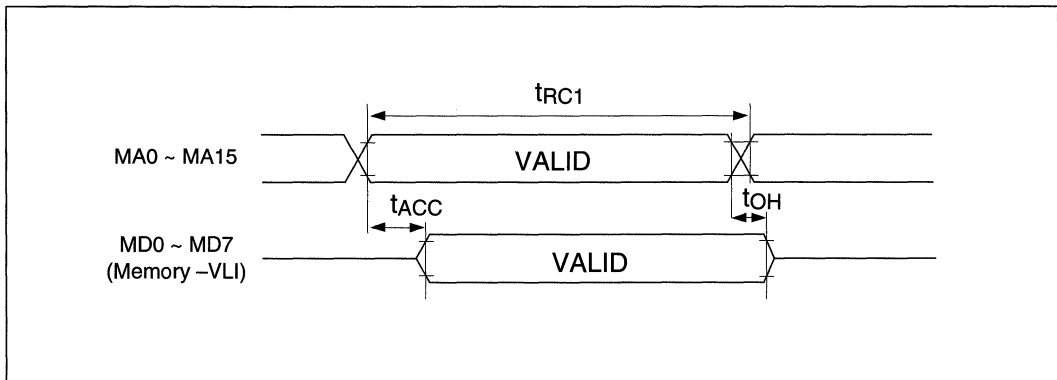 tRC1
MA0 ~ MA15
VALID
tACC
tOH
MD0 ~ MD7
(Memory –VLI)
VALID